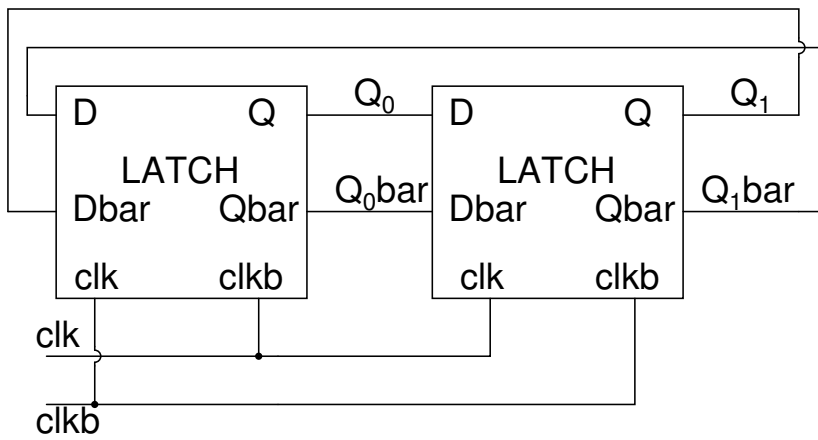 Q₀ Q₁
D Q D Q
LATCH LATCH
Q₀bar Q₁bar
Dbar Qbar Dbar Qbar
clk clkb clk clkb
clk
clkb